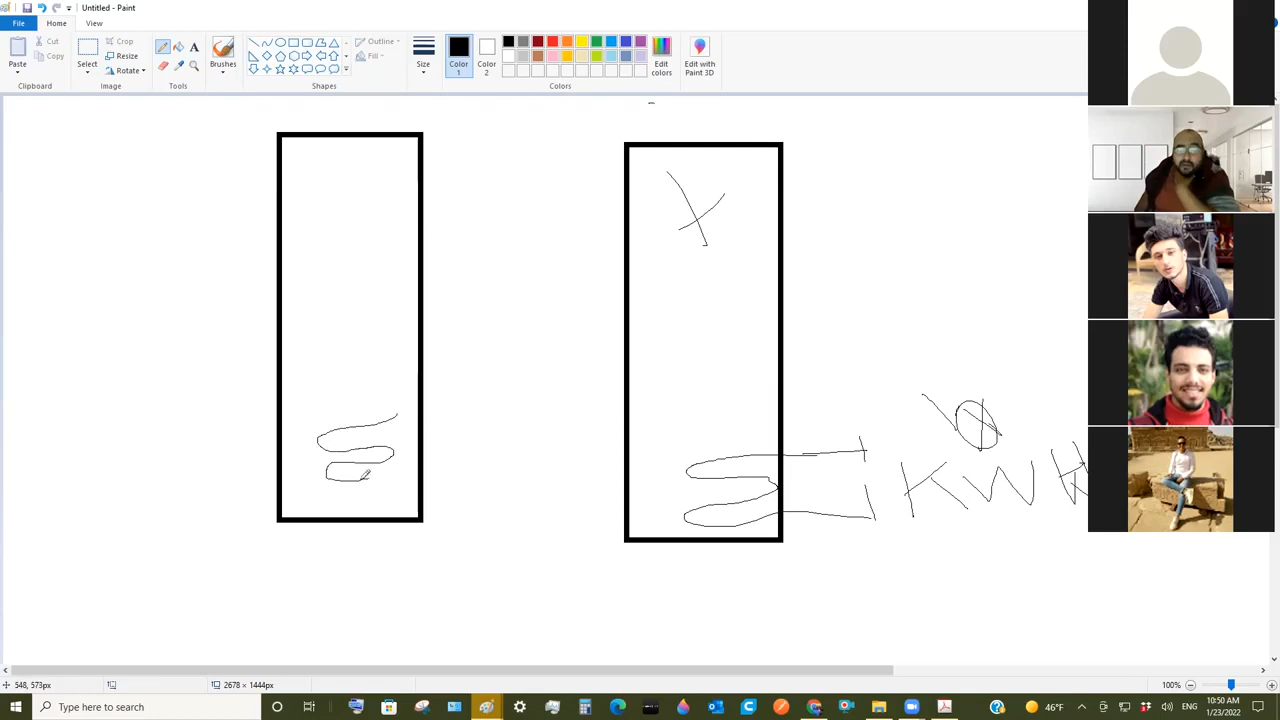 Untitled - Paint
File
Home
View
Paste
Cut
Copy
Clipboard
Select
Crop
Resize
Rotate
Image
Tools
Brushes
Outline
Fill
Shapes
Size
Color 1
Color 2
Edit colors
Edit with Paint 3D
Colors
1 KW
548, 573px
2678 × 1444px
100%
Type here to search
46°F
10:50 AM
1/23/2022